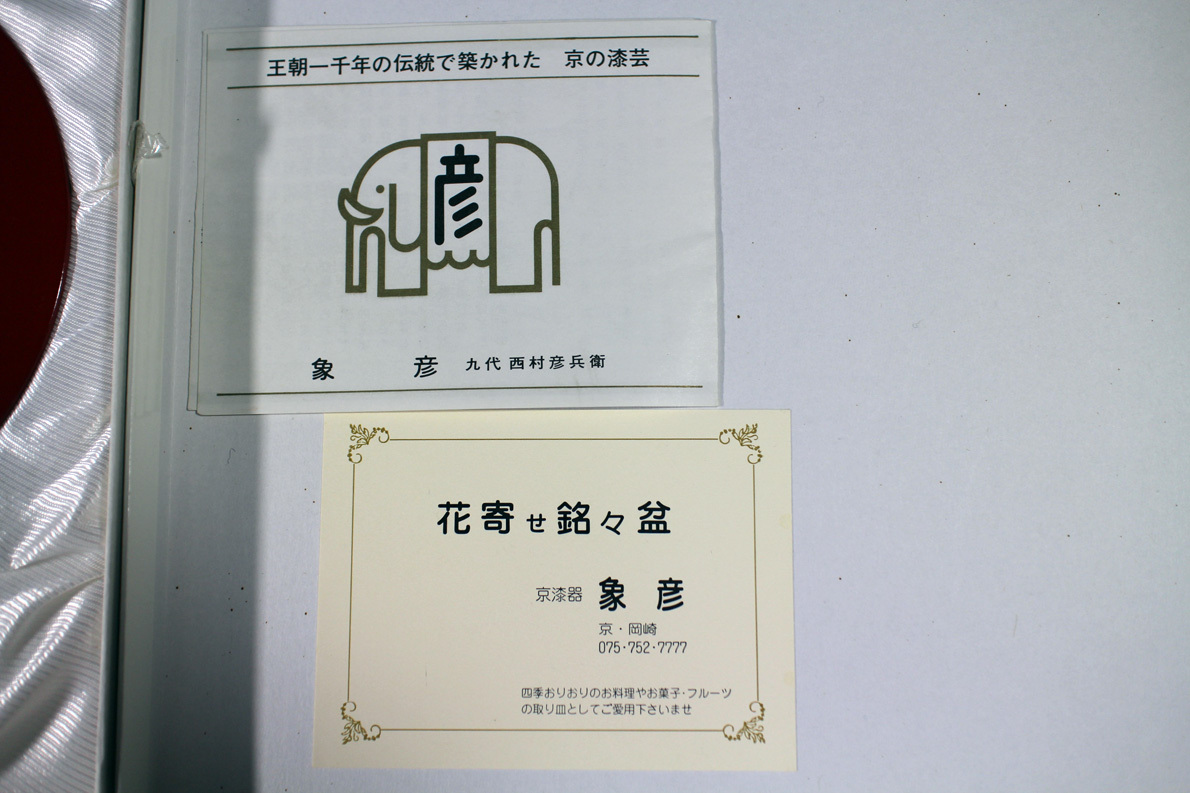 王朝一千年の伝統で築かれた 京の漆芸
彦
象 彦 九代 西村彦兵衛
花寄せ銘々盆
京漆器 象 彦
京・岡崎
075・752・7777
四季おりおりのお料理やお菓子・フルーツ
の取り皿としてご愛用下さいませ